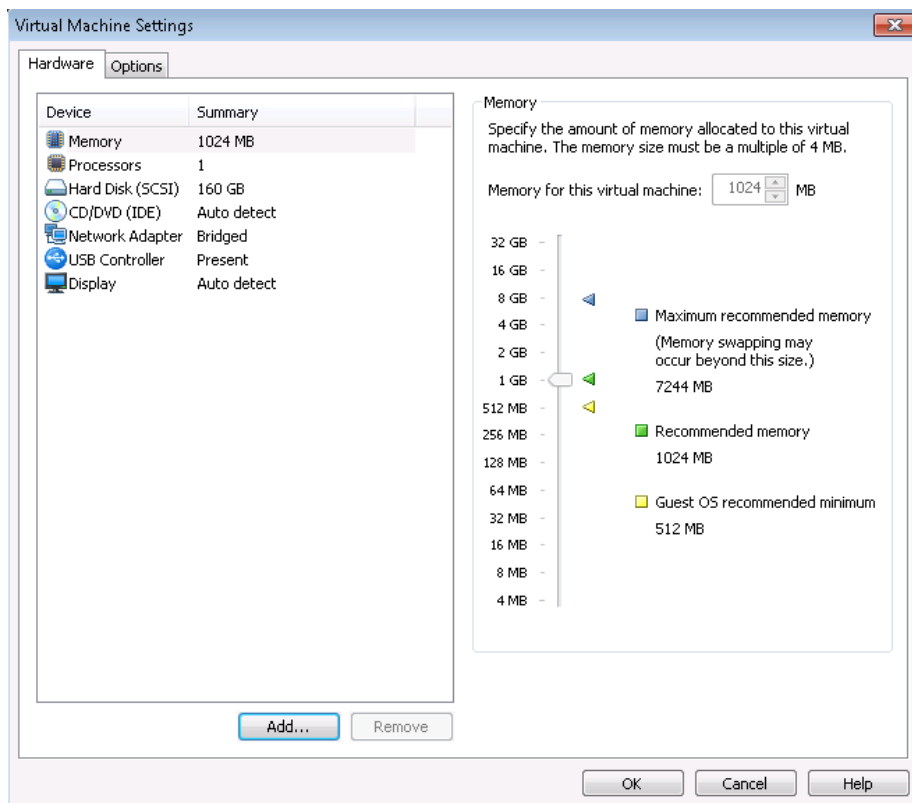 Virtual Machine Settings
Hardware
Options
Device Summary
Memory 1024 MB
Processors 1
Hard Disk (SCSI) 160 GB
CD/DVD (IDE) Auto detect
Network Adapter Bridged
USB Controller Present
Display Auto detect
Add...
Remove
Memory
Specify the amount of memory allocated to this virtual
machine. The memory size must be a multiple of 4 MB.
Memory for this virtual machine: 1024 MB
32 GB
16 GB
8 GB
4 GB
2 GB
1 GB
512 MB
256 MB
128 MB
64 MB
32 MB
16 MB
8 MB
4 MB
Maximum recommended memory
(Memory swapping may
occur beyond this size.)
7244 MB
Recommended memory
1024 MB
Guest OS recommended minimum
512 MB
OK
Cancel
Help